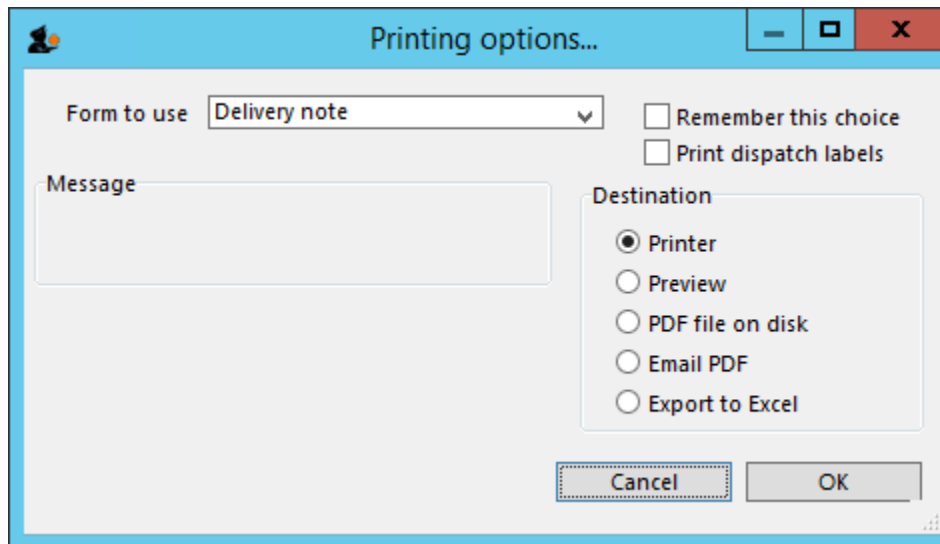 Printing options...
Form to use
Delivery note
Remember this choice
Print dispatch labels
Message
Destination
Printer
Preview
PDF file on disk
Email PDF
Export to Excel
Cancel
OK